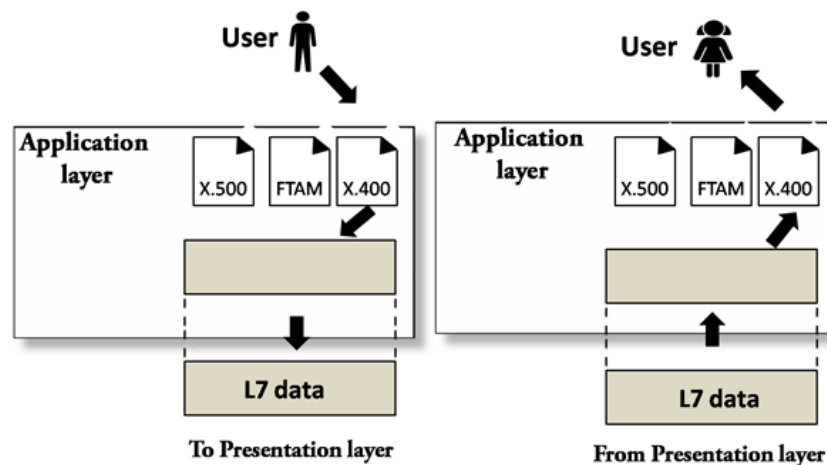 User
Application
layer
X.500
FTAM
X.400
L7 data
To Presentation layer
User
Application
layer
X.500
FTAM
X.400
L7 data
From Presentation layer